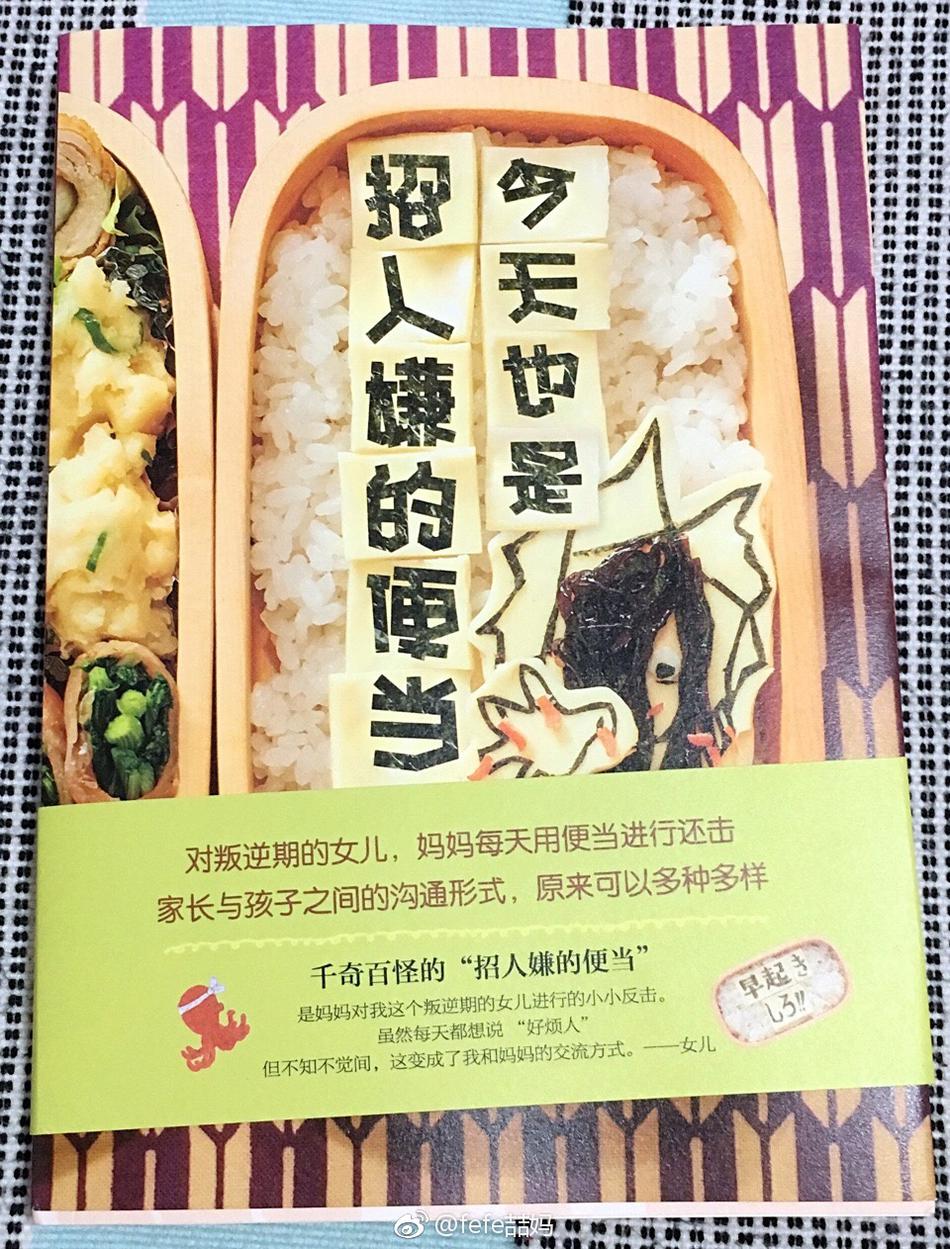 今天也是
招人嫌的便当
对叛逆期的女儿，妈妈每天用便当进行还击
家长与孩子之间的沟通形式，原来可以多种多样
千奇百怪的“招人嫌的便当”
是妈妈对我这个叛逆期的女儿进行的小小反击。
虽然每天都想说“好烦人”
但不知不觉间，这变成了我和妈妈的交流方式。——女儿
早起き
しろ!!
@fefe喆妈